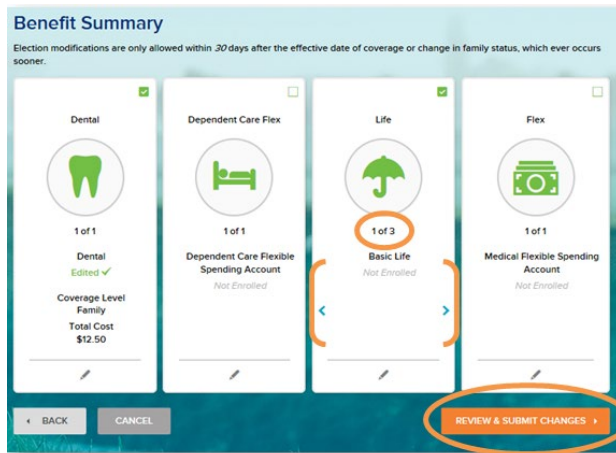 Benefit Summary
Election modifications are only allowed within 30 days after the effective date of coverage or change in family status, which ever occurs
sooner.
Dental
1 of 1
Dental
Edited ✓
Coverage Level
Family
Total Cost
$12.50
Dependent Care Flex
1 of 1
Dependent Care Flexible
Spending Account
Not Enrolled
Life
1 of 3
Basic Life
Not Enrolled
Flex
1 of 1
Medical Flexible Spending
Account
Not Enrolled
BACK
CANCEL
REVIEW & SUBMIT CHANGES